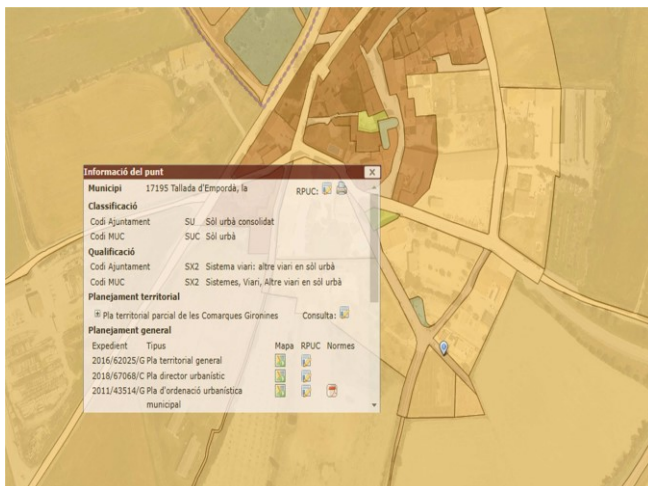 Informació del punt X
Municipi 17195 Tallada d'Empordà, la RPUC:
Classificació
Codi Ajuntament SU Sòl urbà consolidat
Codi MUC SUC Sòl urbà
Qualificació
Codi Ajuntament SX2 Sistema viari: altre viari en sòl urbà
Codi MUC SX2 Sistemes, Viari, Altre viari en sòl urbà
Planejament territorial
Pla territorial parcial de les Comarques Gironines Consulta:
Planejament general
Expedient Tipus Mapa RPUC Normes
2016/62025/G Pla territorial general
2018/67068/C Pla director urbanístic
2011/43514/G Pla d'ordenació urbanística
municipal